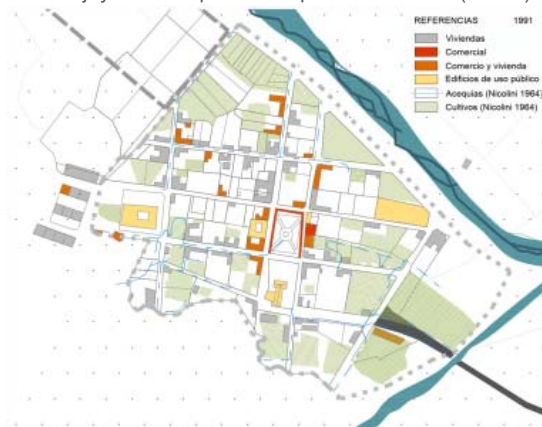 REFERENCIAS 1991
Viviendas
Comercial
Comercio y vivienda
Edificios de uso público
Acequias (Nicolini 1964)
Cultivos (Nicolini 1964)